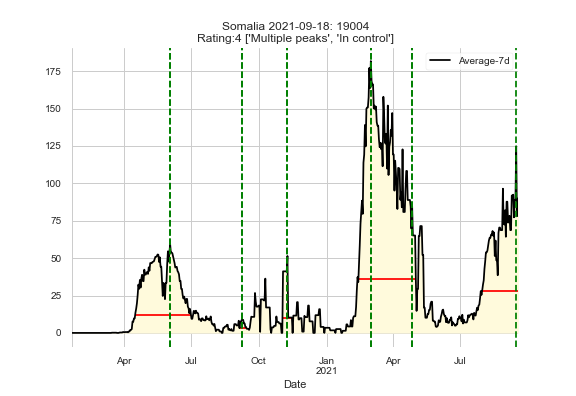 Somalia 2021-09-18: 19004
Rating:4 ['Multiple peaks', 'In control']
Average-7d
175
150
125
100
75
50
25
0
Apr
Jul
Oct
Jan
2021
Apr
Jul
Date